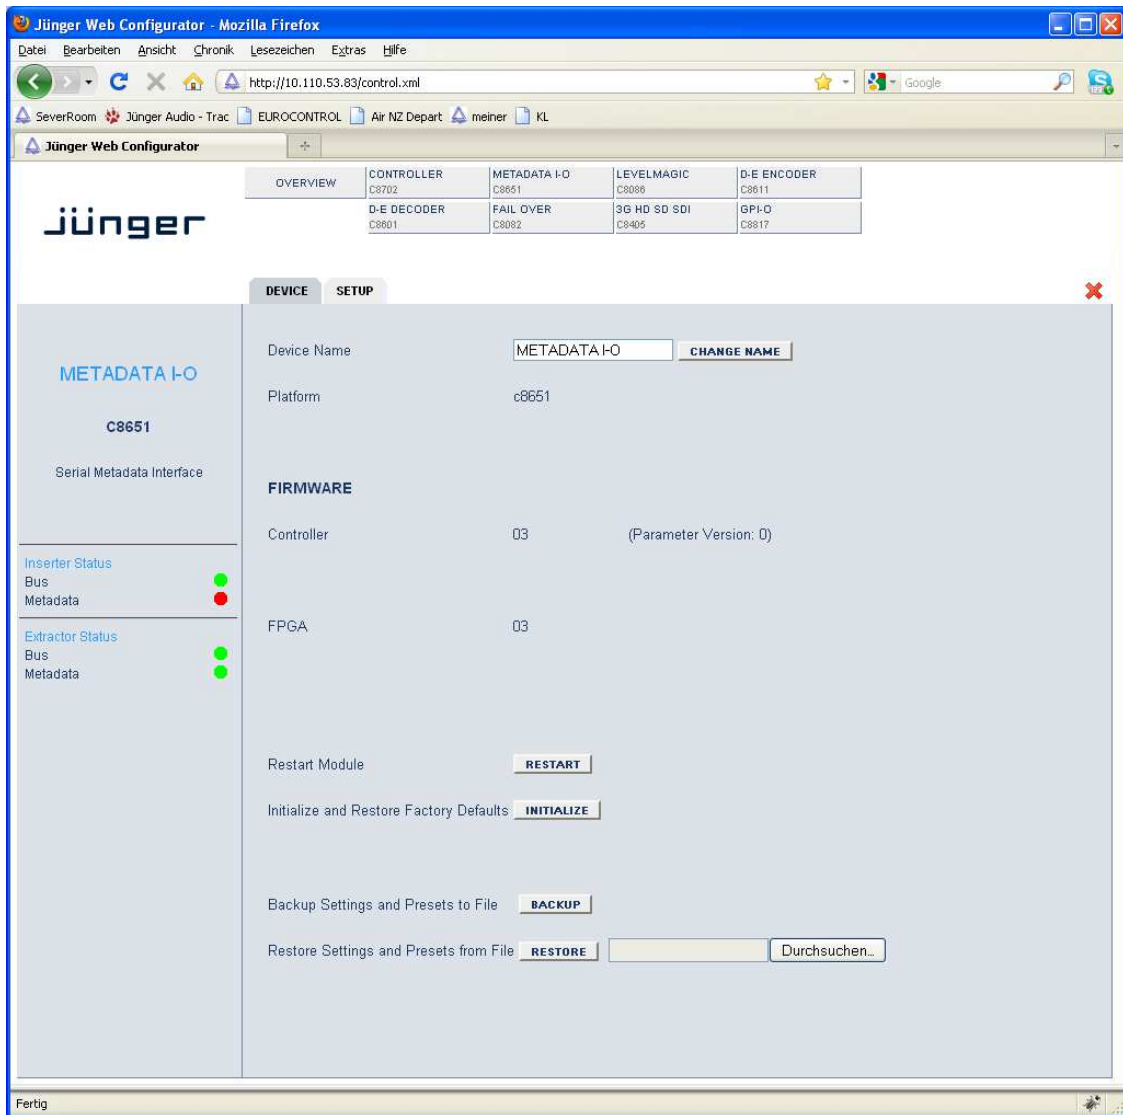 Jünger Web Configurator - Mozilla Firefox
Datei Bearbeiten Ansicht Chronik Lesezeichen Extras Hilfe
http://10.110.53.83/control.xml Google
SeverRoom Jünger Audio - Trac EUROCONTROL Air NZ Depart meiner KL
Jünger Web Configurator
OVERVIEW CONTROLLER METADATA I-O LEVELMAGIC D-E ENCODER
C8702 C8651 C8086 C8611
D-E DECODER FAIL OVER 3G HD SD SDI GPI-O
C8601 C8082 C8405 C8817
jünger
DEVICE SETUP
METADATA I-O
C8651
Serial Metadata Interface
Inserter Status
Bus
Metadata
Extractor Status
Bus
Metadata
Device Name METADATA I-O CHANGE NAME
Platform c8651
FIRMWARE
Controller 03 (Parameter Version: 0)
FPGA 03
Restart Module RESTART
Initialize and Restore Factory Defaults INITIALIZE
Backup Settings and Presets to File BACKUP
Restore Settings and Presets from File RESTORE Durchsuchen...
Fertig